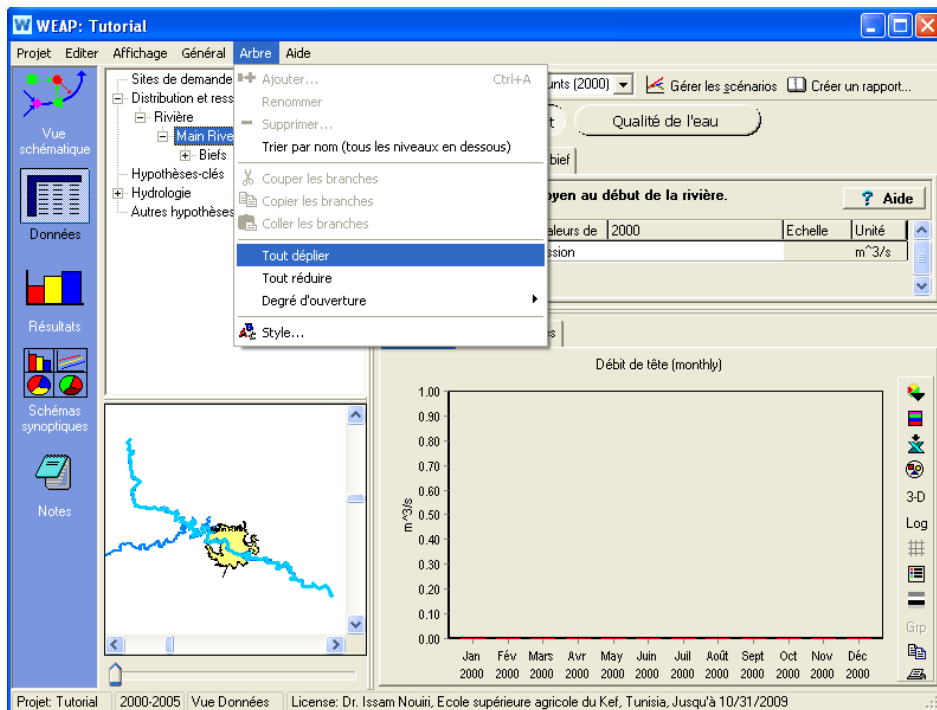 WEAP: Tutorial
Projet Editer Affichage Général Arbre Aide
Vue schématique
Données
Résultats
Schémas synoptiques
Notes
Sites de demande
Distribution et ress
Rivière
Main Rive
Biefs
Hypothèses-clés
Hydrologie
Autres hypothèses
Ajouter... Ctrl+A
Renommer
Supprimer...
Trier par nom (tous les niveaux en dessous)
Couper les branches
Copier les branches
Coller les branches
Tout déplier
Tout réduire
Degré d'ouverture
Style...
unts (2000) Gérer les scénarios Créer un rapport...
t Qualité de l'eau
bief
oyen au début de la rivière. ? Aide
aleurs de 2000 Echelle Unité
ssion m^3/s
s
Débit de tête (monthly)
m^3/s
1.00
0.90
0.80
0.70
0.60
0.50
0.40
0.30
0.20
0.10
0.00
Jan Fév Mars Avr May Juin Juil Août Sept Oct Nov Déc
2000 2000 2000 2000 2000 2000 2000 2000 2000 2000 2000 2000
3-D
Log
Grp
Projet: Tutorial 2000-2005 Vue Données License: Dr. Issam Nouiri, Ecole supérieure agricole du Kef, Tunisia, Jusqu'à 10/31/2009